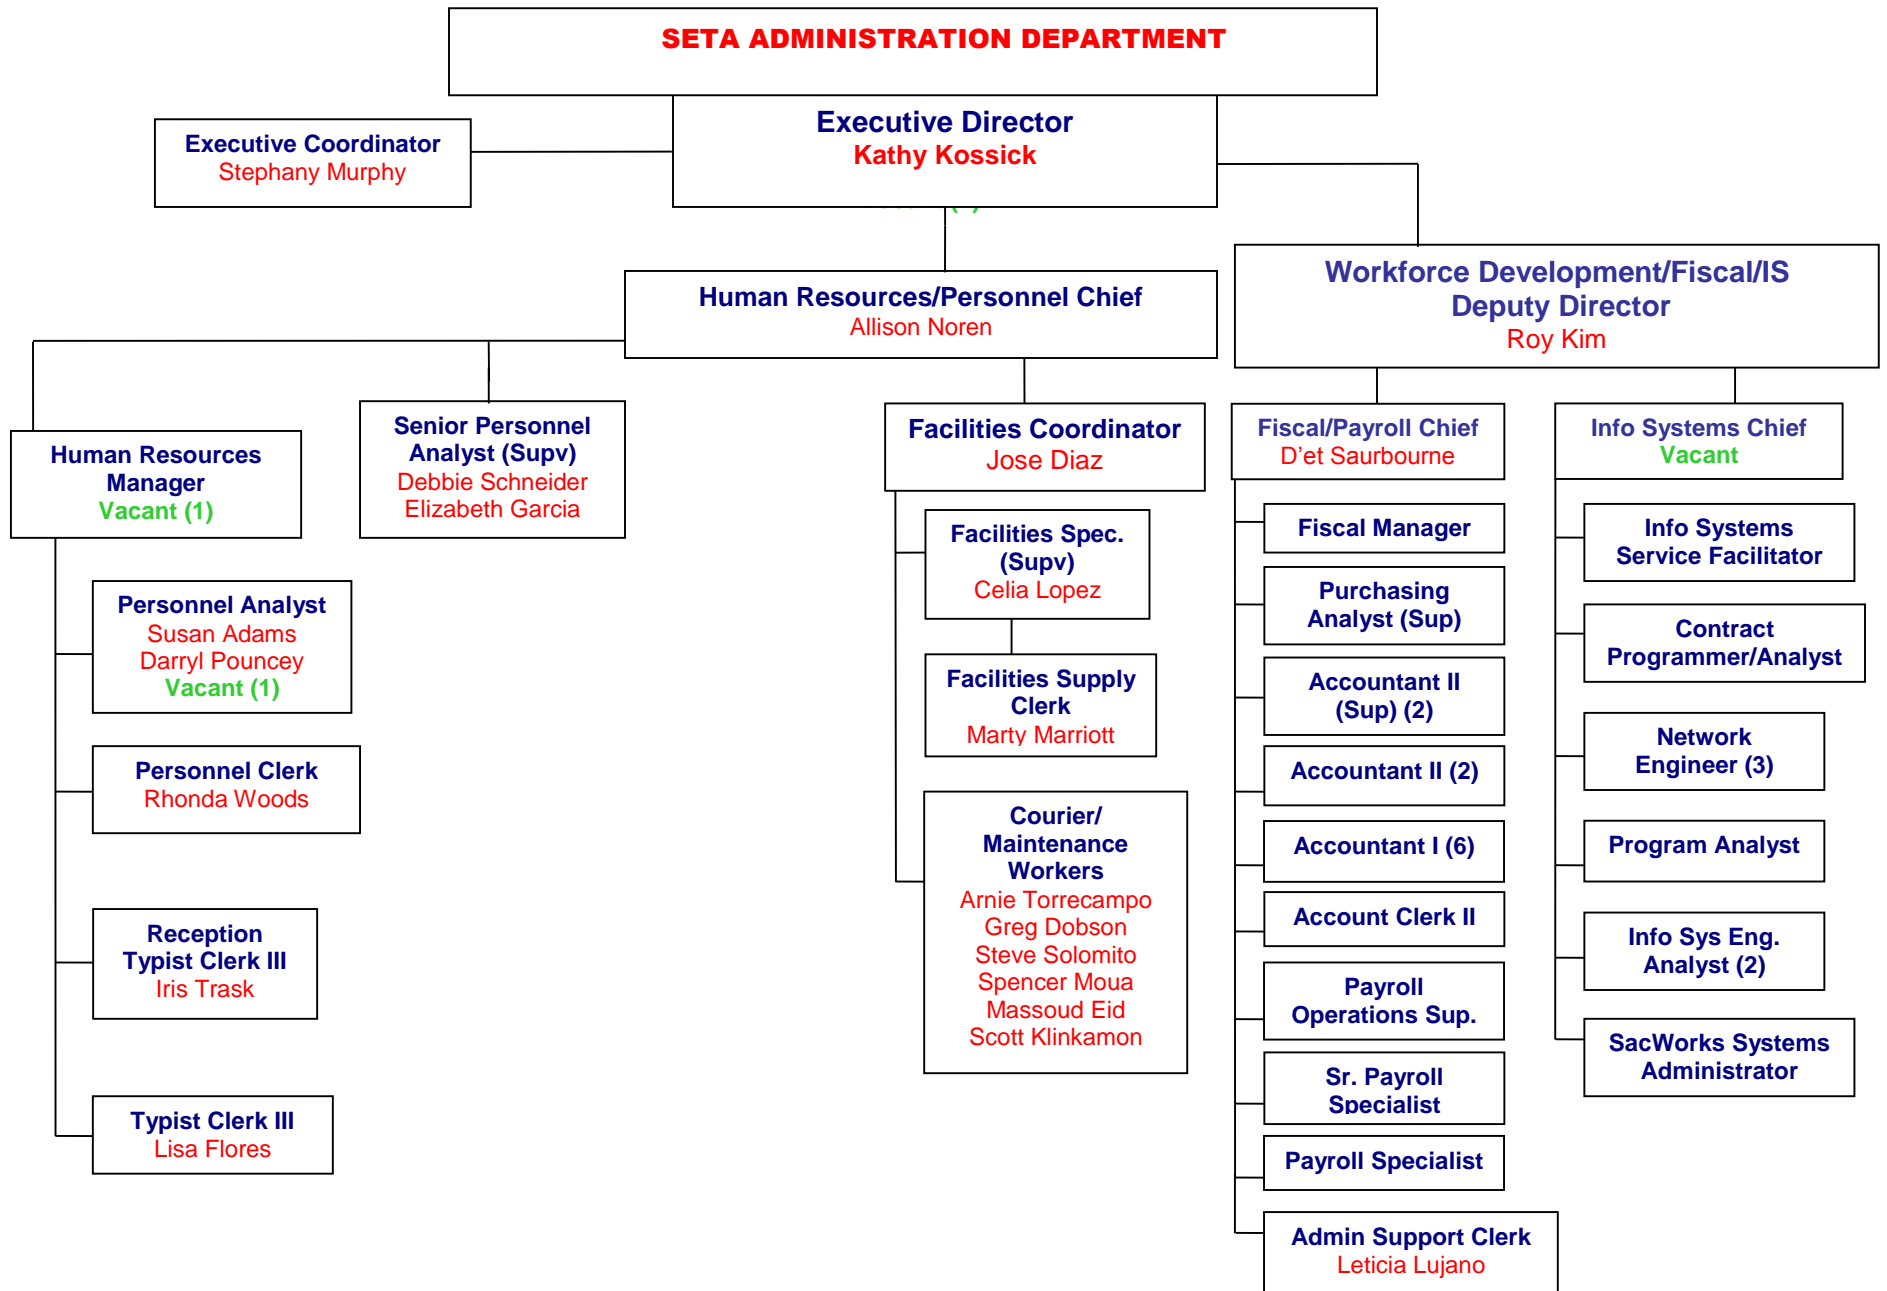 SETA ADMINISTRATION DEPARTMENT
Executive Director
Kathy Kossick
Executive Coordinator
Stephany Murphy
Human Resources/Personnel Chief
Allison Noren
Workforce Development/Fiscal/IS
Deputy Director
Roy Kim
Human Resources
Manager
Vacant (1)
Personnel Analyst
Susan Adams
Darryl Pouncey
Vacant (1)
Personnel Clerk
Rhonda Woods
Reception
Typist Clerk III
Iris Trask
Typist Clerk III
Lisa Flores
Senior Personnel
Analyst (Supv)
Debbie Schneider
Elizabeth Garcia
Facilities Coordinator
Jose Diaz
Facilities Spec.
(Supv)
Celia Lopez
Facilities Supply
Clerk
Marty Marriott
Courier/
Maintenance
Workers
Arnie Torrecampo
Greg Dobson
Steve Solomito
Spencer Moua
Massoud Eid
Scott Klinkamon
Fiscal/Payroll Chief
D’et Saurbourne
Fiscal Manager
Purchasing
Analyst (Sup)
Accountant II
(Sup) (2)
Accountant II (2)
Accountant I (6)
Account Clerk II
Payroll
Operations Sup.
Sr. Payroll
Specialist
Payroll Specialist
Admin Support Clerk
Leticia Lujano
Info Systems Chief
Vacant
Info Systems
Service Facilitator
Contract
Programmer/Analyst
Network
Engineer (3)
Program Analyst
Info Sys Eng.
Analyst (2)
SacWorks Systems
Administrator